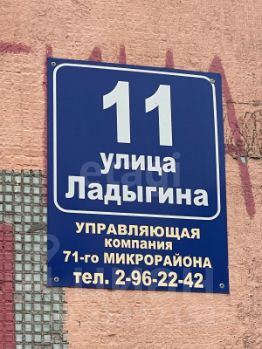 11
улица
Ладыгина
УПРАВЛЯЮЩАЯ
компания
71-го МИКРОРАЙОНА
тел. 2-96-22-42